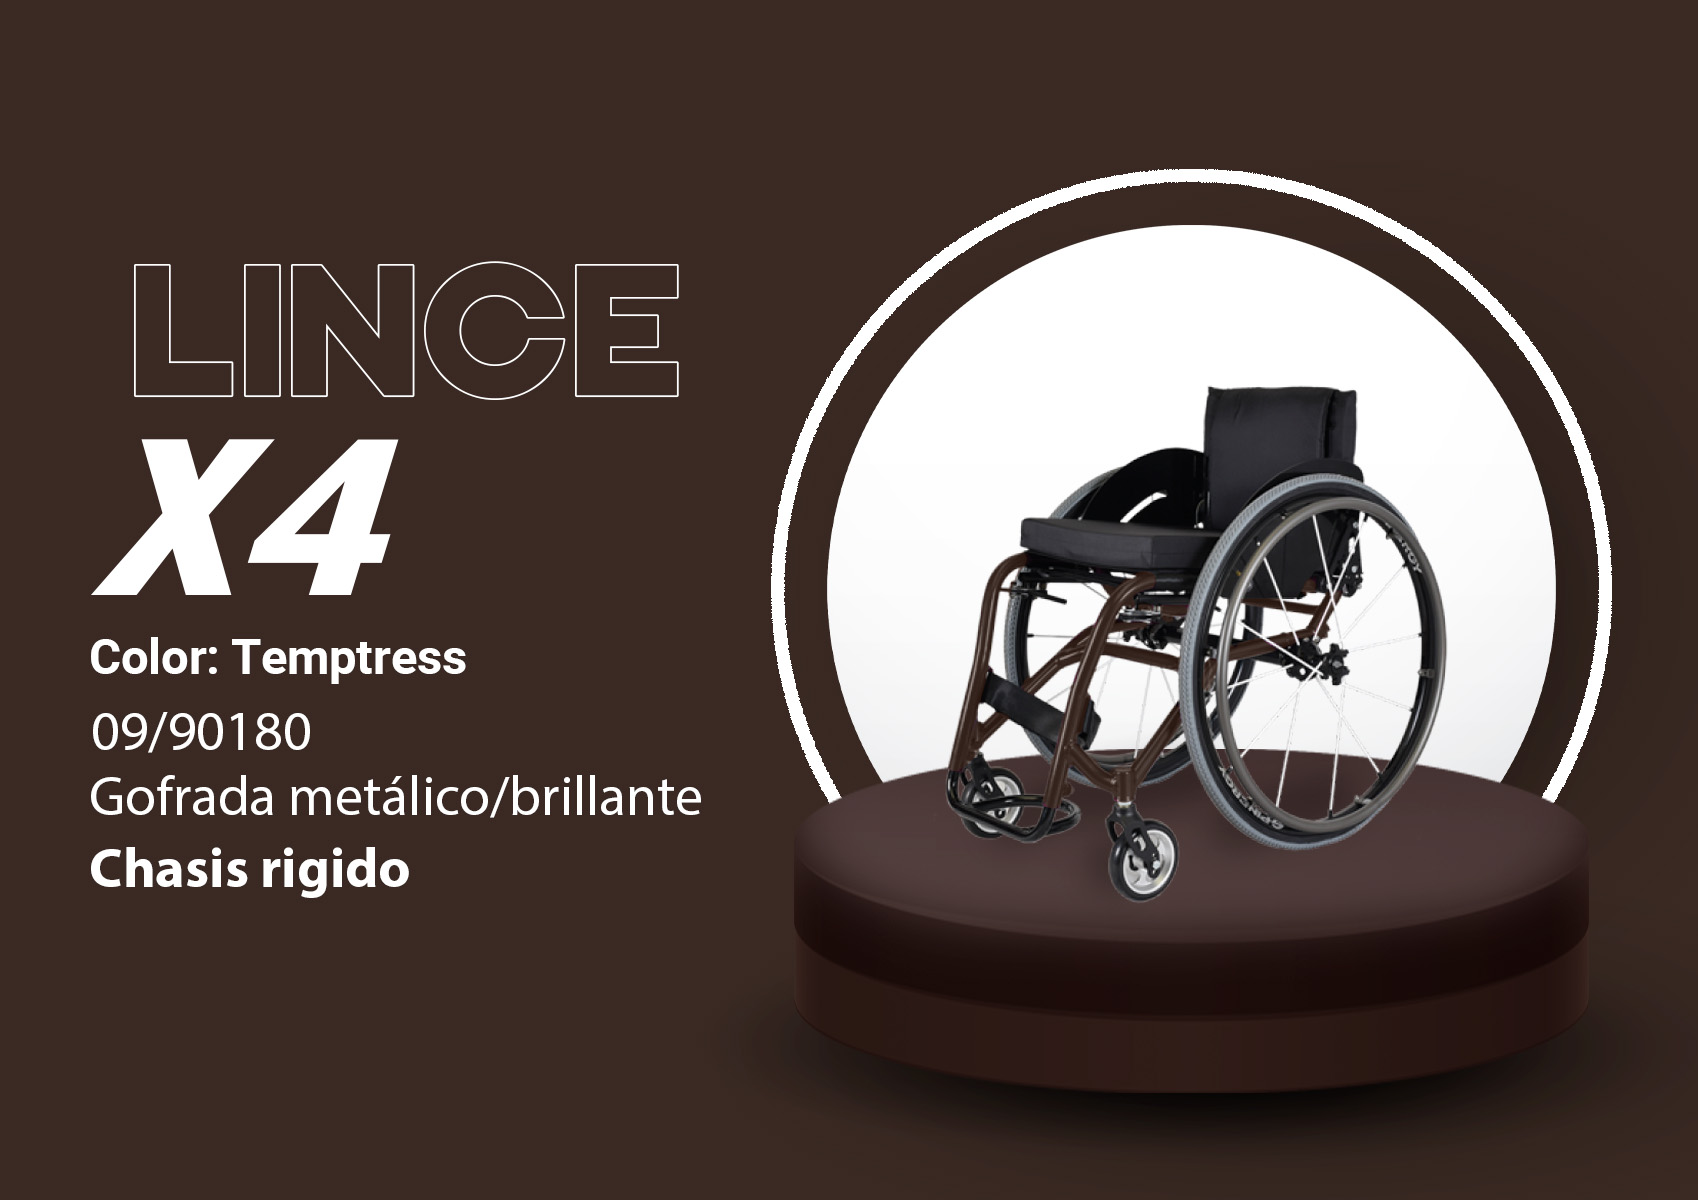 LINCE
X4
Color: Temptress
09/90180
Gofrada metálico/brillante
Chasis rigido